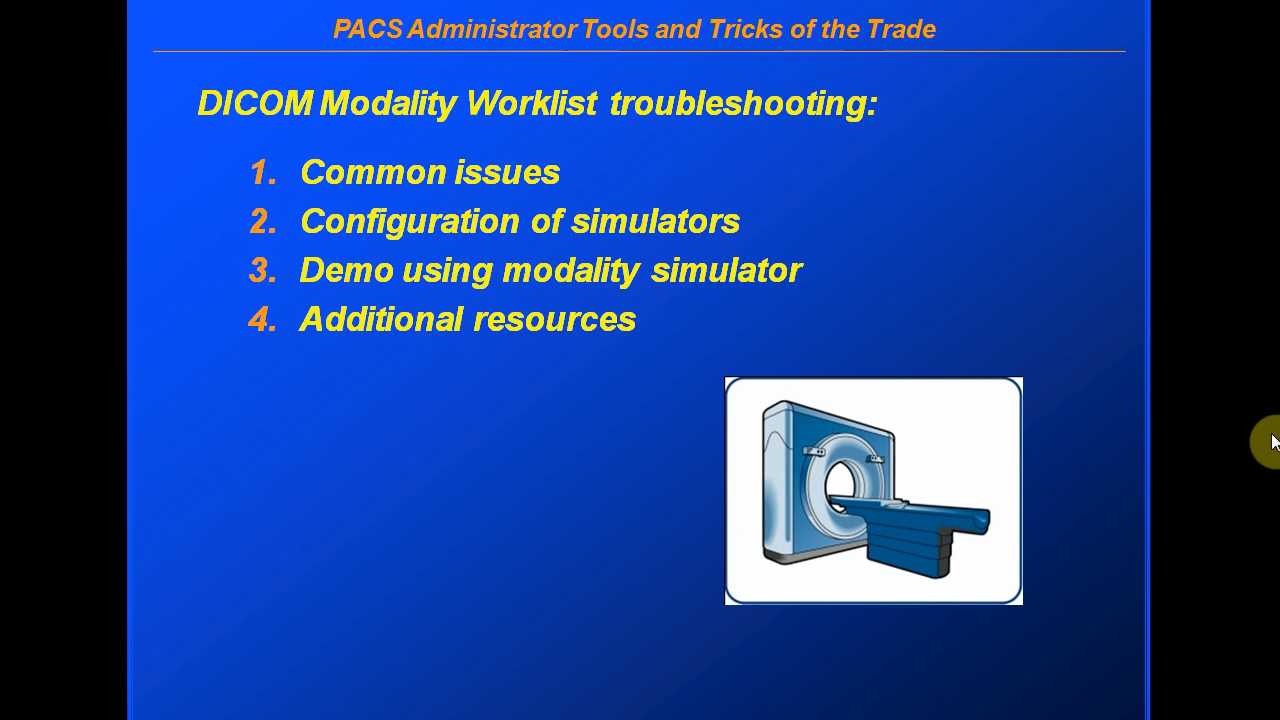 PACS Administrator Tools and Tricks of the Trade
DICOM Modality Worklist troubleshooting:
1. Common issues
2. Configuration of simulators
3. Demo using modality simulator
4. Additional resources